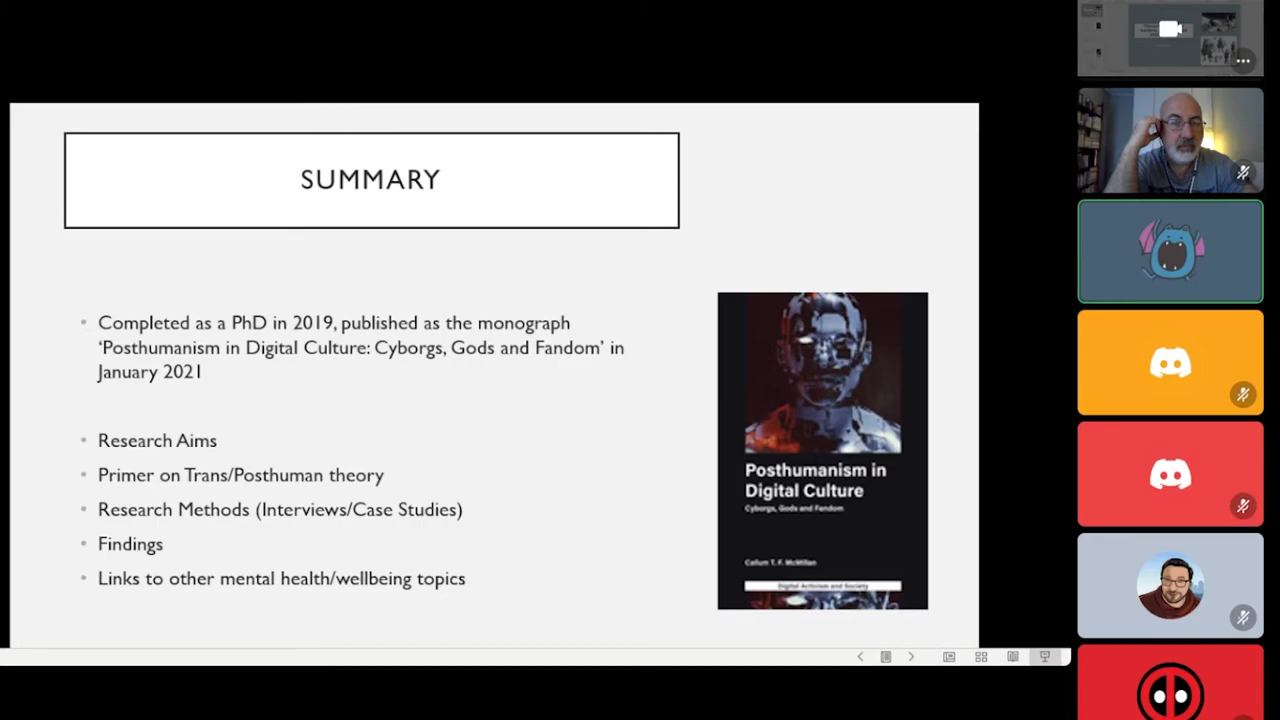 SUMMARY
Completed as a PhD in 2019, published as the monograph
‘Posthumanism in Digital Culture: Cyborgs, Gods and Fandom’ in
January 2021
Research Aims
Primer on Trans/Posthuman theory
Research Methods (Interviews/Case Studies)
Findings
Links to other mental health/wellbeing topics
Posthumanism in
Digital Culture
Cyborgs, Gods and Fandom
Callum T. F. McMillan
Digital Activism and Society